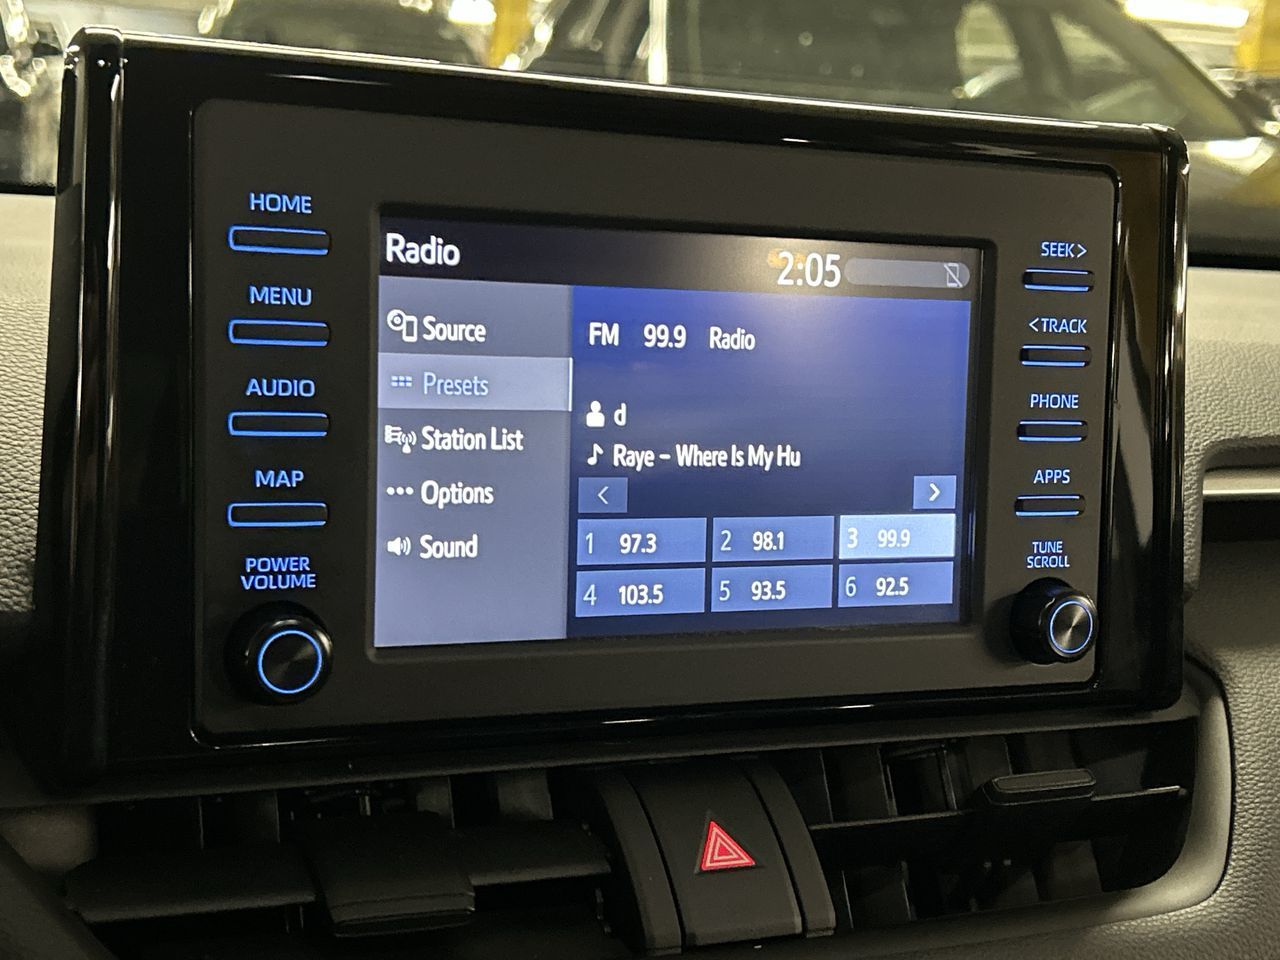 HOME
MENU
AUDIO
MAP
POWER
VOLUME
Radio
2:05
Source
Presets
Station List
Options
Sound
FM 99.9 Radio
d
Raye – Where Is My Hu
<
>
1 97.3
2 98.1
3 99.9
4 103.5
5 93.5
6 92.5
SEEK>
<TRACK
PHONE
APPS
TUNE
SCROLL